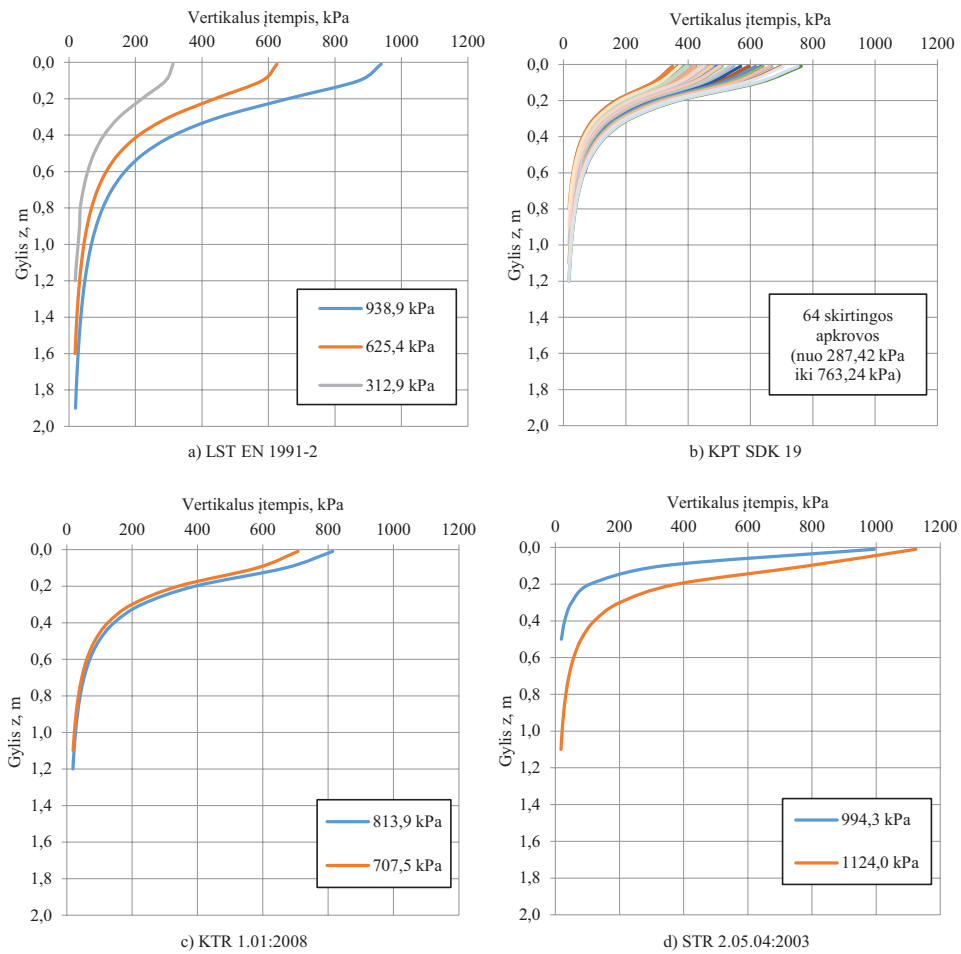 Vertikalus įtempis, kPa
0 200 400 600 800 1000 1200
0,0
0,2
0,4
0,6
0,8
1,0
1,2
1,4
1,6
1,8
2,0
Gylis z, m
938,9 kPa
625,4 kPa
312,9 kPa
a) LST EN 1991-2
Vertikalus įtempis, kPa
0 200 400 600 800 1000 1200
0,0
0,2
0,4
0,6
0,8
1,0
1,2
1,4
1,6
1,8
2,0
Gylis z, m
64 skirtingos
apkrovos
(nuo 287,42 kPa
iki 763,24 kPa)
b) KPT SDK 19
Vertikalus įtempis, kPa
0 200 400 600 800 1000 1200
0,0
0,2
0,4
0,6
0,8
1,0
1,2
1,4
1,6
1,8
2,0
Gylis z, m
813,9 kPa
707,5 kPa
c) KTR 1.01:2008
Vertikalus įtempis, kPa
0 200 400 600 800 1000 1200
0,0
0,2
0,4
0,6
0,8
1,0
1,2
1,4
1,6
1,8
2,0
Gylis z, m
994,3 kPa
1124,0 kPa
d) STR 2.05.04:2003